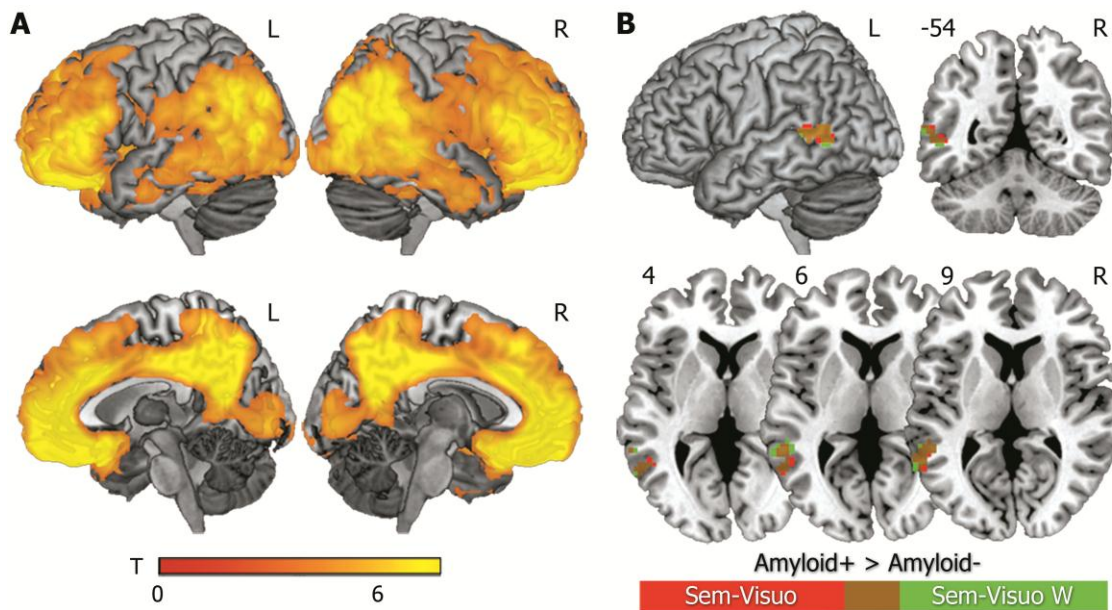 A
L
R
L
R
T
0
6
B
L
-54
R
4
6
9
R
Amyloid+ > Amyloid-
Sem-Visuo
Sem-Visuo W